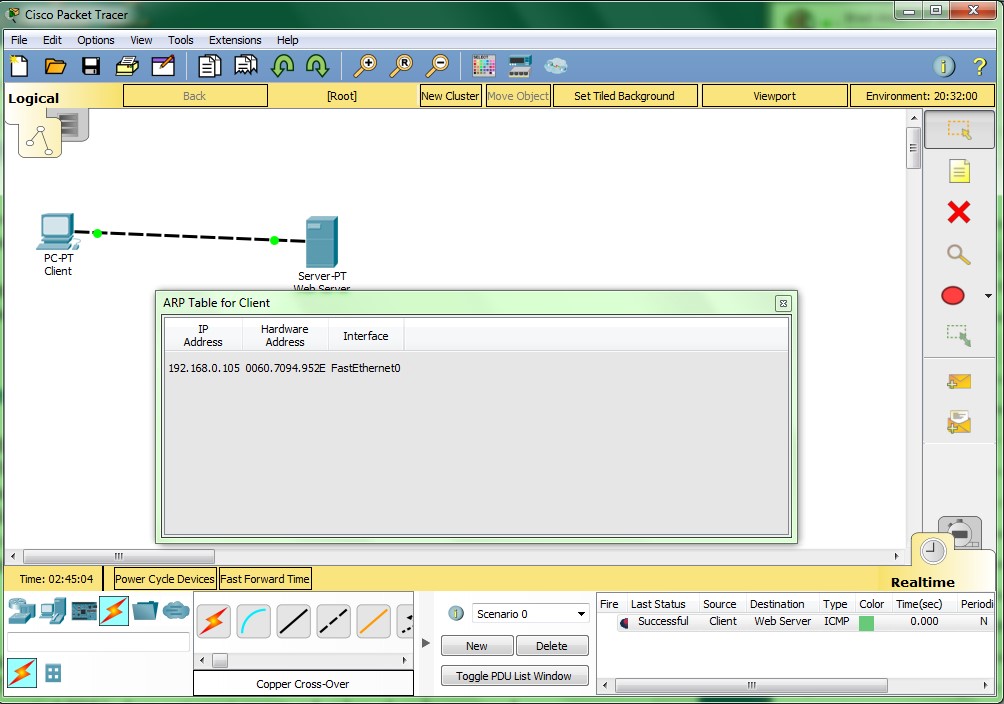 Cisco Packet Tracer
File Edit Options View Tools Extensions Help
Logical
Back
[Root]
New Cluster
Move Object
Set Tiled Background
Viewport
Environment: 20:32:00
PC-PT
Client
Server-PT
Web Server
ARP Table for Client
IP Address
Hardware Address
Interface
192.168.0.105 0060.7094.952E FastEthernet0
Time: 02:45:04
Power Cycle Devices
Fast Forward Time
Realtime
Scenario 0
New
Delete
Toggle PDU List Window
Copper Cross-Over
Fire Last Status Source Destination Type Color Time(sec) Periodi
Successful Client Web Server ICMP 0.000 N